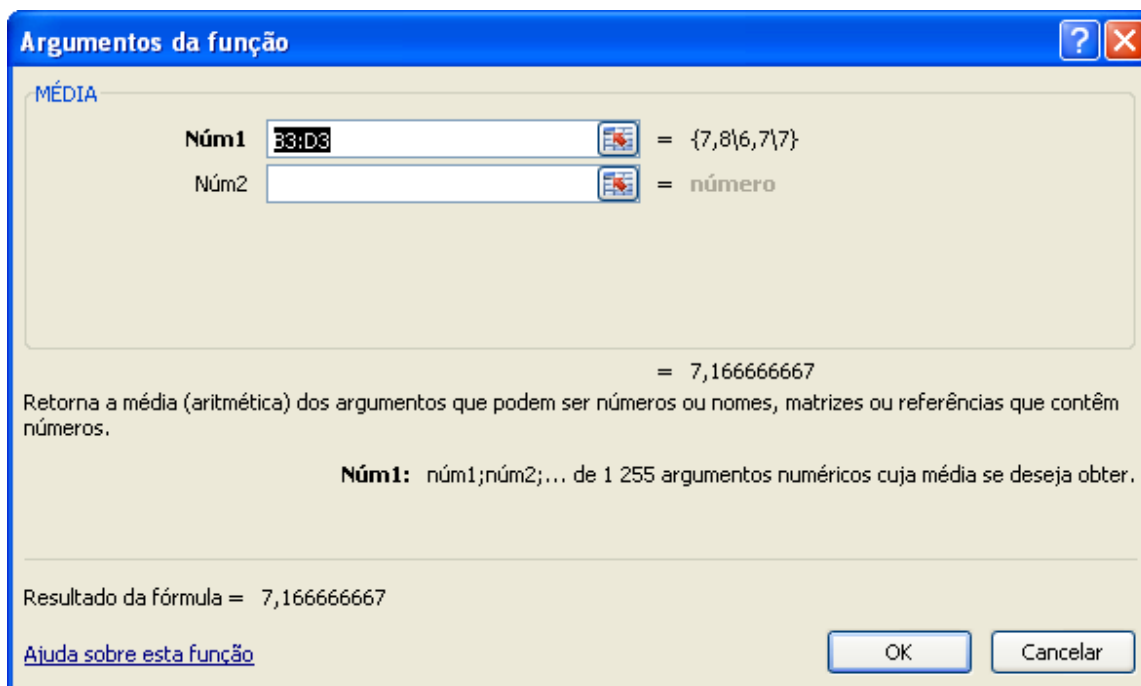 Argumentos da função
MÉDIA
Núm1 B3:D3 = {7,8\6,7\7}
Núm2 = número
= 7,166666667
Retorna a média (aritmética) dos argumentos que podem ser números ou nomes, matrizes ou referências que contêm
números.
Núm1: núm1;núm2;... de 1 255 argumentos numéricos cuja média se deseja obter.
Resultado da fórmula = 7,166666667
Ajuda sobre esta função
OK
Cancelar